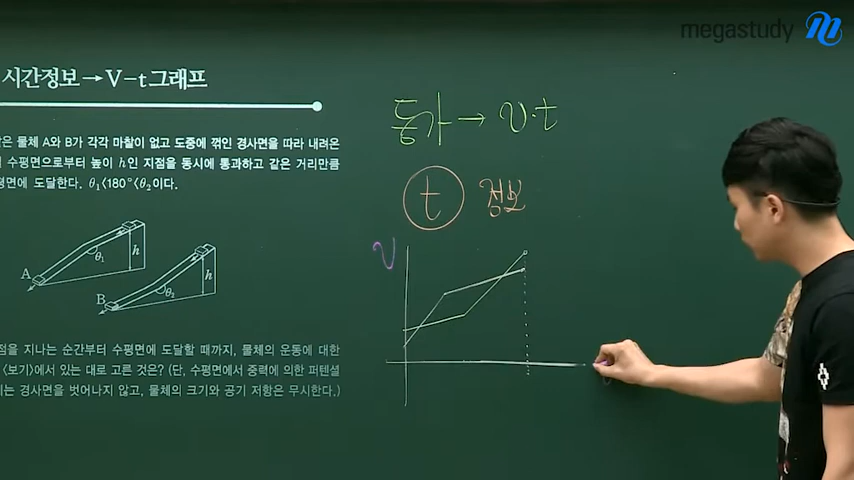 megastudy
시간정보→V-t그래프
은 물체 A와 B가 각각 마찰이 없고 도중에 꺾인 경사면을 따라 내려온
수평면으로부터 높이 h인 지점을 동시에 통과하고 같은 거리만큼
평면에 도달한다. θ₁<180°<θ₂이다.
A
θ₁
h
B
θ₂
h
점을 지나는 순간부터 수평면에 도달할 때까지, 물체의 운동에 대한
<보기>에서 있는 대로 고른 것은? (단, 수평면에서 중력에 의한 퍼텐셜
는 경사면을 벗어나지 않고, 물체의 크기와 공기 저항은 무시한다.)
등가 → v·t
t 정보
V